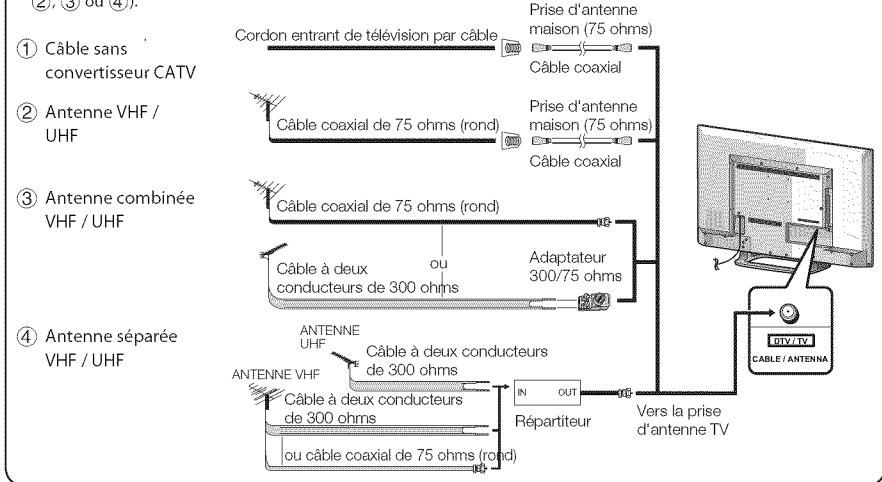 ②, ③ ou ④).
① Câble sans
convertisseur CATV
Cordon entrant de télévision par câble
Prise d'antenne
maison (75 ohms)
Câble coaxial
② Antenne VHF /
UHF
Câble coaxial de 75 ohms (rond)
Prise d'antenne
maison (75 ohms)
Câble coaxial
③ Antenne combinée
VHF / UHF
Câble coaxial de 75 ohms (rond)
ou
Câble à deux
conducteurs de 300 ohms
Adaptateur
300/75 ohms
④ Antenne séparée
VHF / UHF
ANTENNE
UHF
Câble à deux conducteurs
de 300 ohms
ANTENNE VHF
Câble à deux conducteurs
de 300 ohms
ou câble coaxial de 75 ohms (rond)
IN OUT
Répartiteur
Vers la prise
d'antenne TV
DTV / TV
CABLE / ANTENNA